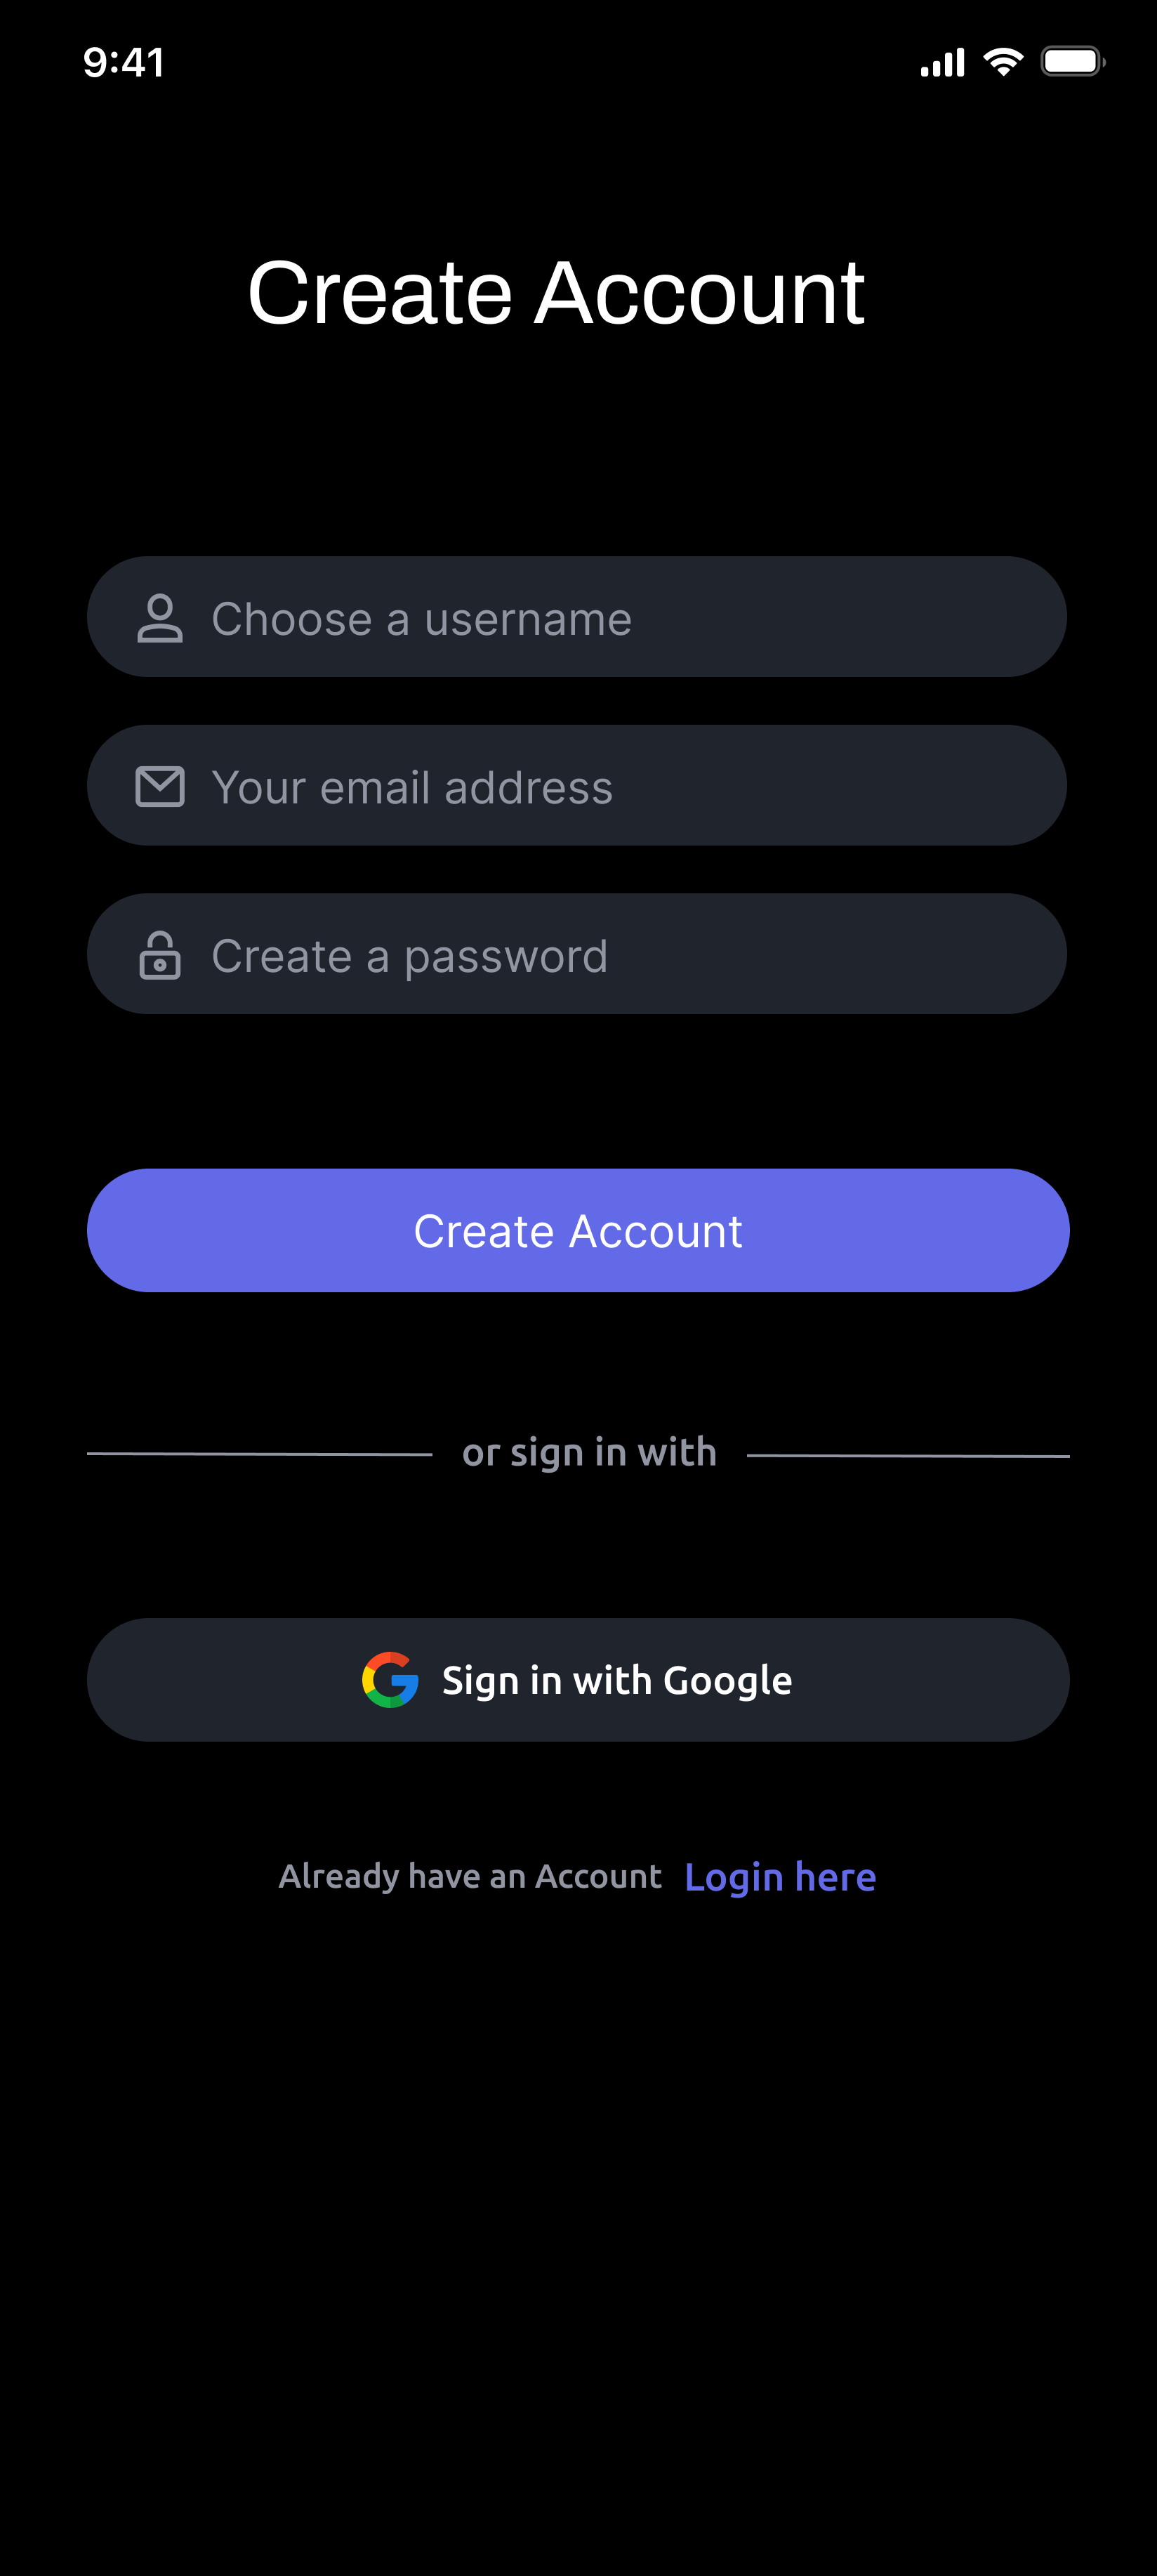 9:41
Create Account
Choose a username
Your email address
Create a password
Create Account
or sign in with
Sign in with Google
Already have an Account Login here